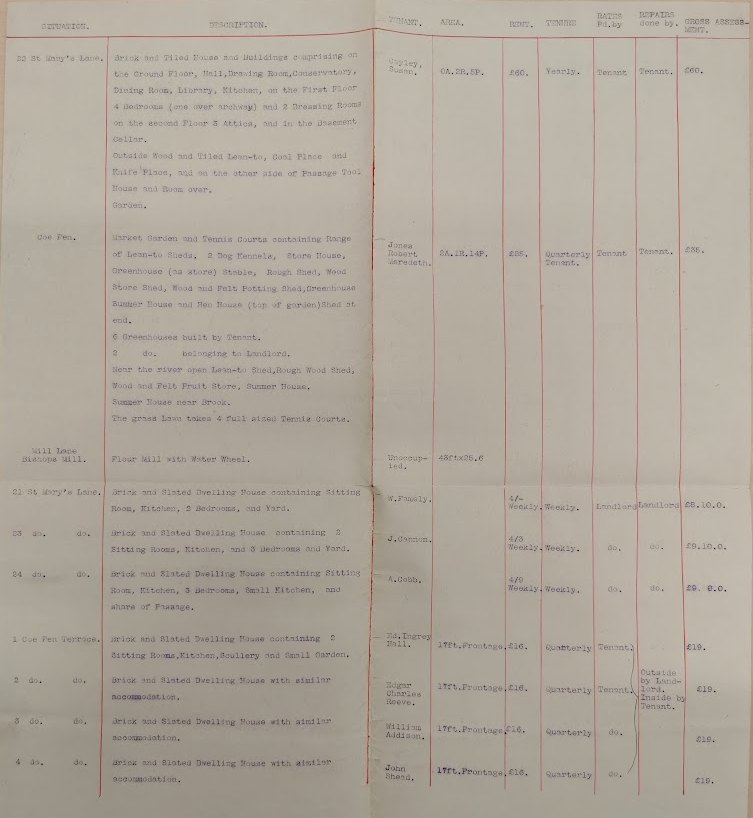 SITUATION. DESCRIPTION. TENANT. AREA. RENT. TENURE RATES Pd.by REPAIRS done by. GROSS ASSESS-MENT.
22 St Mary's Lane. Brick and Tiled House and Buildings comprising on
the Ground Floor, Hall,Drawing Room,Conservatory,
Dining Room, Library, Kitchen, on the First Floor
4 Bedrooms (one over archway) and 2 Dressing Rooms
on the second Floor 3 Attics, and in the Basement
Cellar.
Outside Wood and Tiled Lean-to, Coal Place and
Knife Place, and on the other side of Passage Tool
House and Room over.
Garden.
Susan. 0A.2R.5P. £60. Yearly. Tenant Tenant. £60.
Coe Fen. Market Garden and Tennis Courts containing Range
of Lean-to Sheds. 2 Dog Kennels, Store House,
Greenhouse (as store) Stable, Rough Shed, Wood
Store Shed, Wood and Felt Potting Shed,Greenhouse
Summer House and Hen House (top of garden)Shed at
end.
6 Greenhouses built by Tenant.
do. belonging to Landlord.
Near the river open Lean-to Shed,Rough Wood Shed,
Wood and Felt Fruit Store, Summer House.
Summer House near Brook.
The grass Lawn takes 4 full sized Tennis Courts.
Jones
Robert
Meredeth. 2A.1R.14P. Quarterly Tenant. Tenant Tenant.
Mill Lane
Bishops Mill. Flour Mill with Water Wheel. Unoccup-
ied. 43ftx25.6
21 St Mary's Lane. Brick and Slated Dwelling House containing Sitting
Room, Kitchen, 2 Bedrooms, and Yard.
4/-
Weekly. Weekly. Landlord Landlord
23 do. do. Brick and Slated Dwelling House containing 2
Sitting Rooms, Kitchen, and 3 Bedrooms and Yard.
J.Cannon. 4/3
Weekly. Weekly. do. do. £9.10.0.
24 do. do. Brick and Slated Dwelling House containing Sitting
Room, Kitchen, 3 Bedrooms, Small Kitchen, and
share of Passage.
A.Cobb. 4/9
Weekly. Weekly. do. do. £9. 9.0.
1 Coe Fen Terrace. Brick and Slated Dwelling House containing 2
Sitting Rooms,Kitchen,Scullery and Small Garden.
Ed.Ingrey
Hall. 17ft.Frontage. £16. Quarterly Tenant. £19.
2 do. do. Brick and Slated Dwelling House with similar
accommodation.
Edgar
Charles
Reeve. 17ft.Frontage. £16. Quarterly Tenant. £19.
Outside
by Land-
lord.
Inside by
Tenant.
3 do. do. Brick and Slated Dwelling House with similar
accommodation.
William
Addison. 17ft.Frontage. £16. Quarterly do. £19.
4 do. do. Brick and Slated Dwelling House with similar
accommodation.
John
Shead. 17ft.Frontage. £16. Quarterly do. £19.